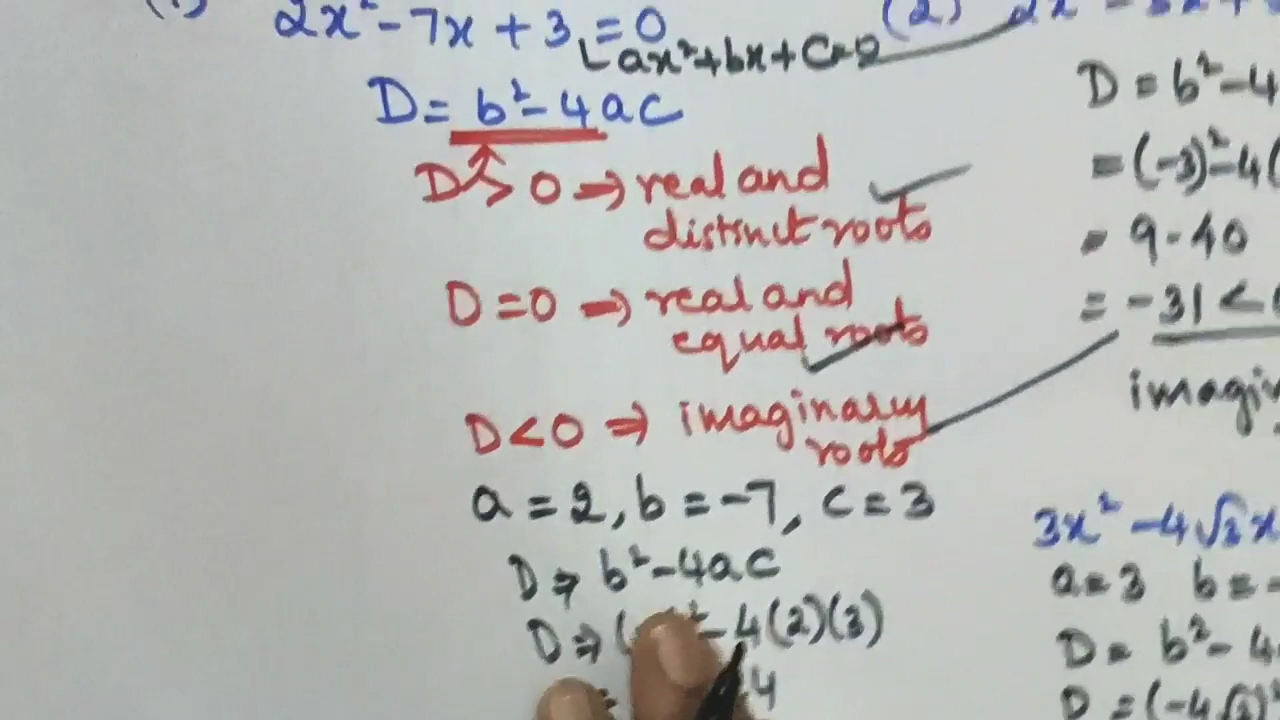 2x² - 7x + 3 = 0
ax² + bx + c = 0
D = b² - 4ac
D > 0 ⇒ real and
distinct roots
D = 0 ⇒ real and
equal roots
D < 0 ⇒ imaginary
roots
a = 2, b = -7, c = 3
D ⇒ b² - 4ac
D ⇒ ( ² - 4(2)(3)
(2)
D = b² - 4
= (-3)² - 4(
= 9 - 40
= -31 <
3x² - 4√3x
a = 3 b = -
D = b² - 4
D = (-4√3)²